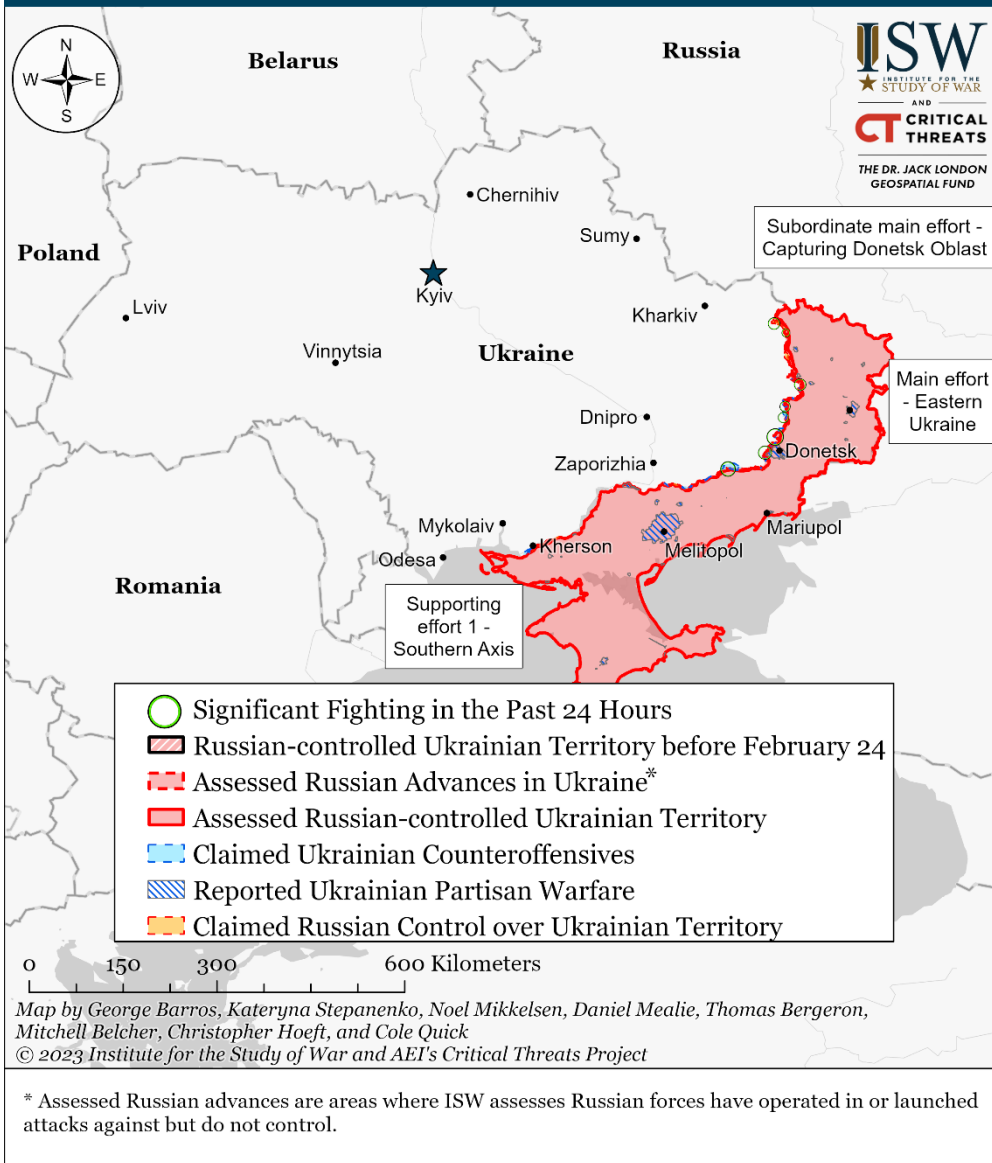 N
W E
S
Belarus
Russia
ISW
INSTITUTE FOR THE
STUDY OF WAR
AND
CT CRITICAL
THREATS
THE DR. JACK LONDON
GEOSPATIAL FUND
Chernihiv
Sumy
Subordinate main effort -
Capturing Donetsk Oblast
Poland
Kyiv
Lviv
Kharkiv
Vinnytsia
Ukraine
Main effort
- Eastern
Ukraine
Dnipro
Donetsk
Zaporizhia
Mykolaiv
Mariupol
Kherson
Melitopol
Odesa
Romania
Supporting
effort 1 -
Southern Axis
Significant Fighting in the Past 24 Hours
Russian-controlled Ukrainian Territory before February 24
Assessed Russian Advances in Ukraine*
Assessed Russian-controlled Ukrainian Territory
Claimed Ukrainian Counteroffensives
Reported Ukrainian Partisan Warfare
Claimed Russian Control over Ukrainian Territory
0 150 300 600 Kilometers
Map by George Barros, Kateryna Stepanenko, Noel Mikkelsen, Daniel Mealie, Thomas Bergeron,
Mitchell Belcher, Christopher Hoeft, and Cole Quick
© 2023 Institute for the Study of War and AEI's Critical Threats Project
* Assessed Russian advances are areas where ISW assesses Russian forces have operated in or launched
attacks against but do not control.